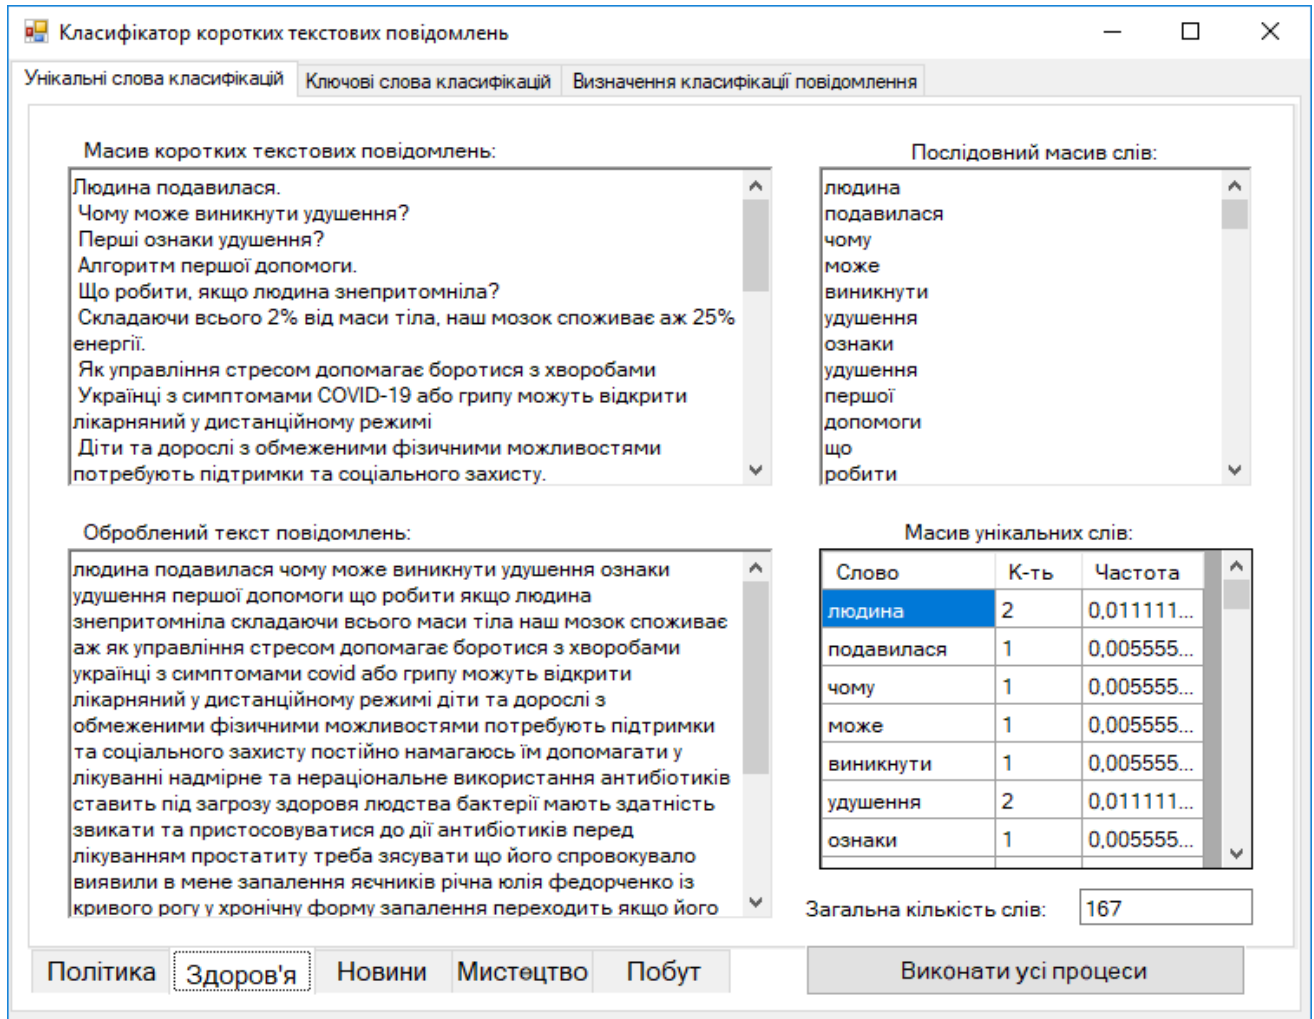 Класифікатор коротких текстових повідомлень
Унікальні слова класифікацій Ключові слова класифікацій Визначення класифікації повідомлення
Масив коротких текстових повідомлень:
Людина подавилася.
Чому може виникнути удушення?
Перші ознаки удушення?
Алгоритм першої допомоги.
Що робити, якщо людина знепритомніла?
Складаючи всього 2% від маси тіла, наш мозок споживає аж 25%
енергії.
Як управління стресом допомагає боротися з хворобами
Українці з симптомами COVID-19 або грипу можуть відкрити
лікарняний у дистанційному режимі
Діти та дорослі з обмеженими фізичними можливостями
потребують підтримки та соціального захисту.
Послідовний масив слів:
людина
подавилася
чому
може
виникнути
удушення
ознаки
удушення
першої
допомоги
що
робити
Оброблений текст повідомлень:
людина подавилася чому може виникнути удушення ознаки
удушення першої допомоги що робити якщо людина
знепритомніла складаючи всього маси тіла наш мозок споживає
аж як управління стресом допомагає боротися з хворобами
українці з симптомами covid або грипу можуть відкрити
лікарняний у дистанційному режимі діти та дорослі з
обмеженими фізичними можливостями потребують підтримки
та соціального захисту постійно намагаюсь їм допомагати у
лікуванні надмірне та нераціональне використання антибіотиків
ставить під загрозу здоровя людства бактерії мають здатність
звикати та пристосовуватися до дії антибіотиків перед
лікуванням простатиту треба зясувати що його спровокувало
виявили в мене запалення яєчників річна юлія федорченко із
кривого рогу у хронічну форму запалення переходить якщо його
Масив унікальних слів:
Слово К-ть Частота
людина 2 0,011111...
подавилася 1 0,005555...
чому 1 0,005555...
може 1 0,005555...
виникнути 1 0,005555...
удушення 2 0,011111...
ознаки 1 0,005555...
Загальна кількість слів: 167
Політика Здоров'я Новини Мистецтво Побут
Виконати усі процеси